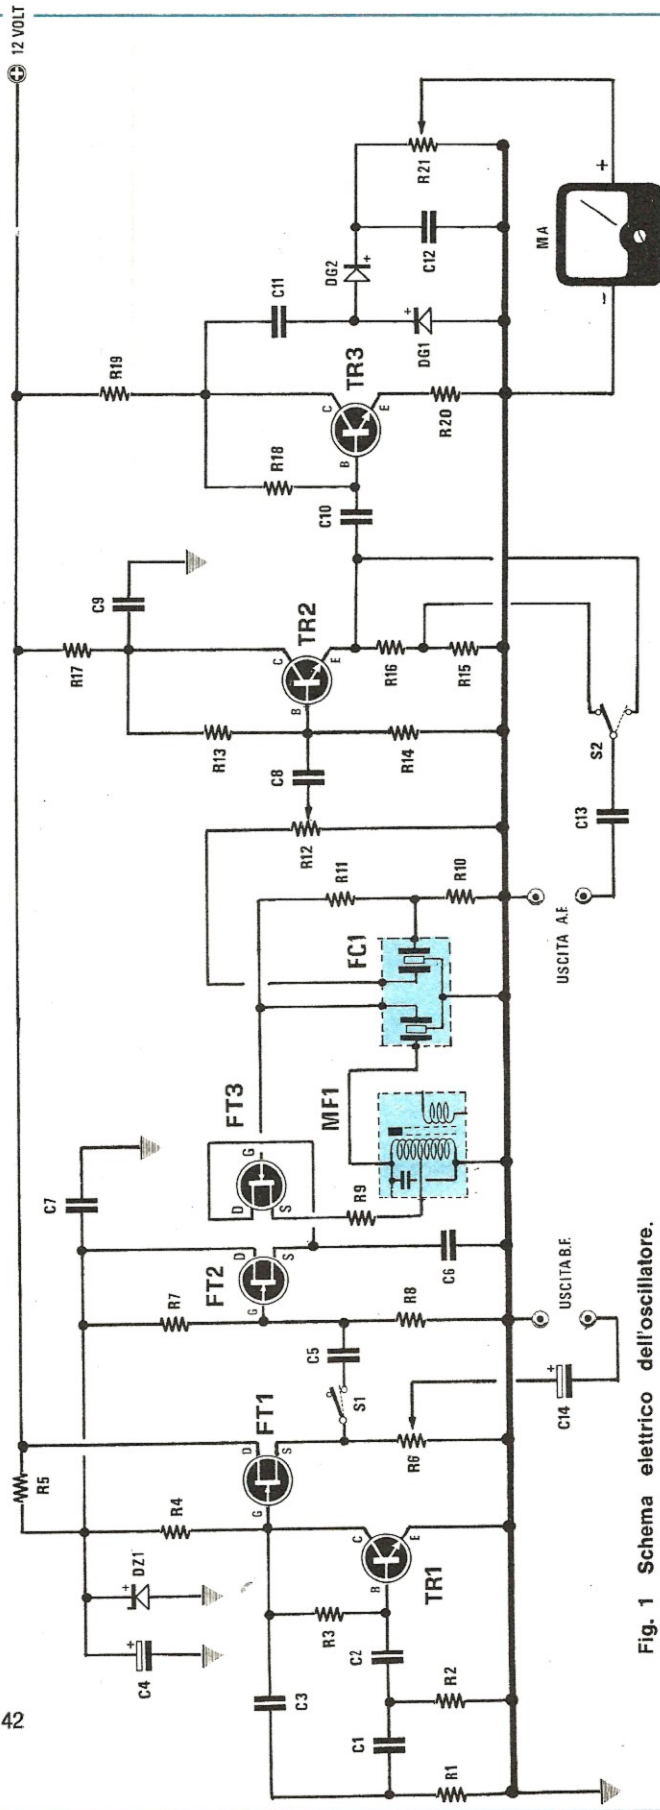 42
12 VOLT
R5
C4
DZ1
R4
C3
R3
C1
C2
R1
R2
TR1
B
C
E
FT1
G
D
S
S1
C5
R6
R7
R8
FT2
G
D
S
C7
C6
C14
+
USCITA B.F.
FT3
D
G
S
R9
MF1
FC1
R11
R10
R12
USCITA A.F.
C8
R13
R14
R17
C9
TR2
B
C
E
R16
R15
S2
C13
C10
R18
R19
TR3
B
C
E
R20
C11
DG2
+
DG1
+
C12
R21
MA
+
-
Fig. 1 Schema elettrico dell'oscillatore.